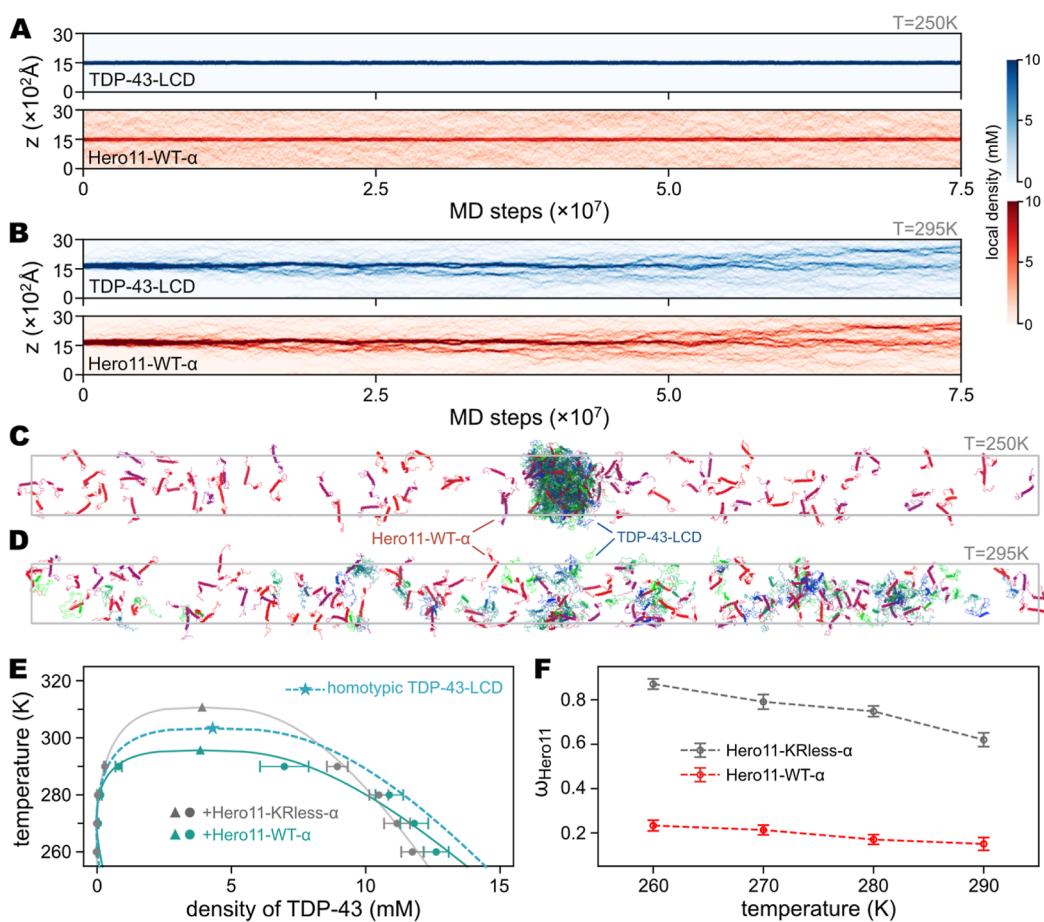 A
T=250K
30
15
0
z (×10²Å)
TDP-43-LCD
30
15
0
Hero11-WT-α
0
2.5
5.0
7.5
MD steps (×10⁷)
10
5
0
10
5
0
local density (mM)
B
T=295K
30
15
0
z (×10²Å)
TDP-43-LCD
30
15
0
Hero11-WT-α
0
2.5
5.0
7.5
MD steps (×10⁷)
C
T=250K
Hero11-WT-α
TDP-43-LCD
D
T=295K
E
320
300
280
260
temperature (K)
homotypic TDP-43-LCD
+Hero11-KRless-α
+Hero11-WT-α
0
5
10
15
density of TDP-43 (mM)
F
0.8
0.6
0.4
0.2
ωHero11
Hero11-KRless-α
Hero11-WT-α
260
270
280
290
temperature (K)